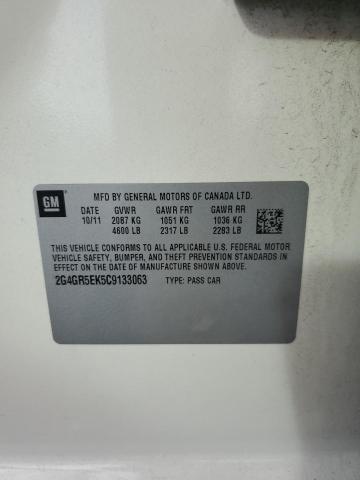 GM
MFD BY GENERAL MOTORS OF CANADA LTD.
10/11 GVWR GAWR FRT GAWR RR
2087 KG 1051 KG 1036 KG
4600 LB 2317 LB 2283 LB
THIS VEHICLE CONFORMS TO ALL APPLICABLE U.S. FEDERAL MOTOR
VEHICLE SAFETY, BUMPER, AND THEFT PREVENTION STANDARDS IN
EFFECT ON THE DATE OF MANUFACTURE SHOWN ABOVE.
2G4GR5EK5C9133063 TYPE: PASS CAR